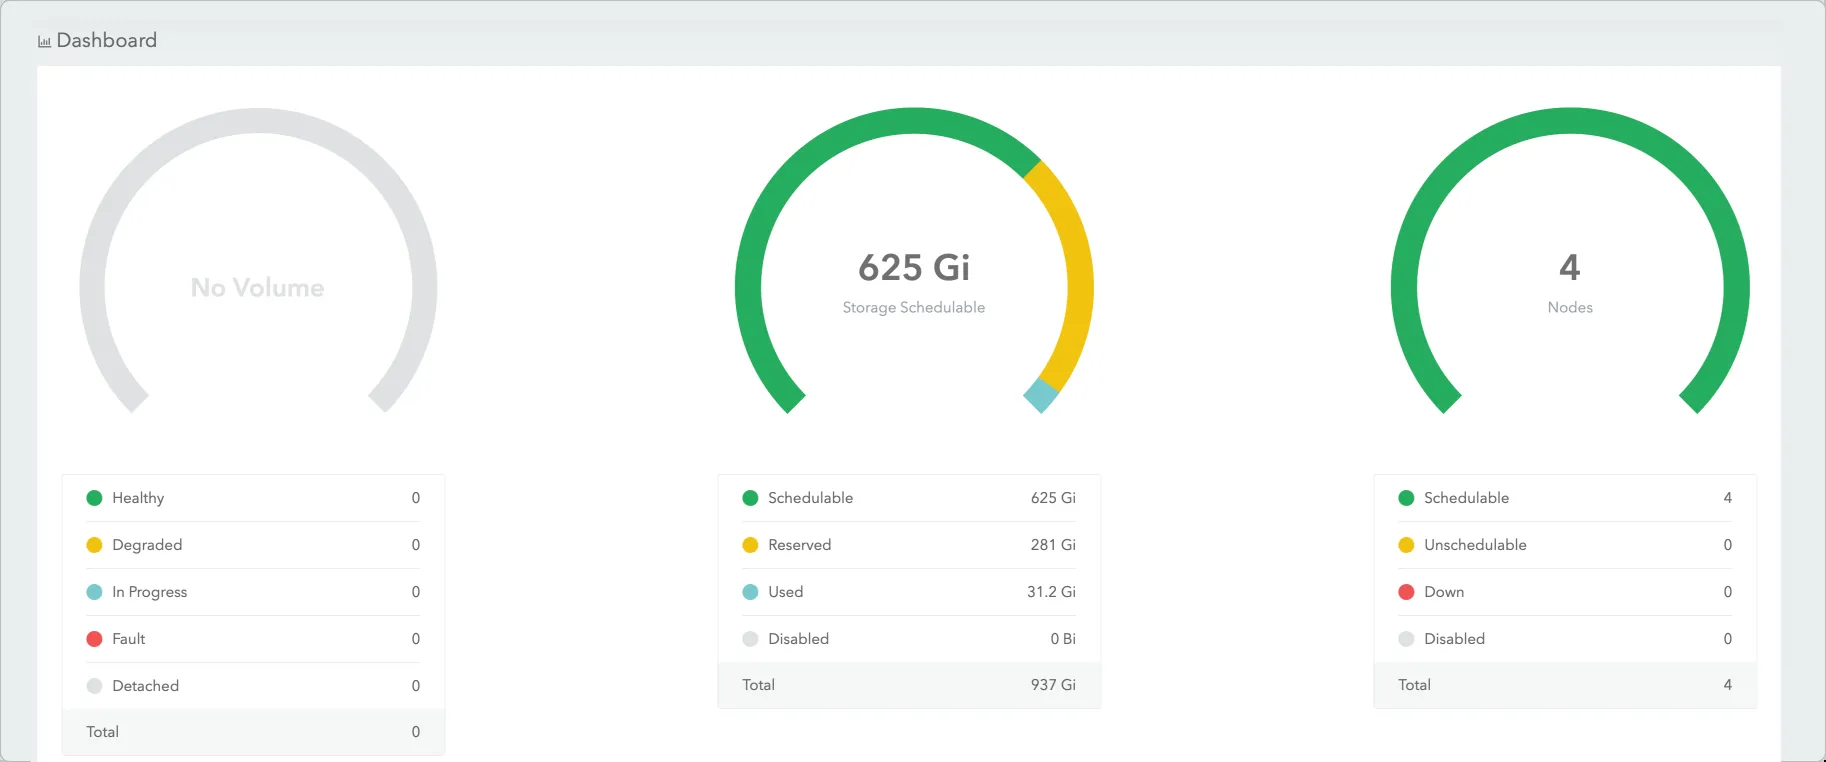 Dashboard
No Volume
Healthy 0
Degraded 0
In Progress 0
Fault 0
Detached 0
Total 0
625 Gi
Storage Schedulable
Schedulable 625 Gi
Reserved 281 Gi
Used 31.2 Gi
Disabled 0 Bi
Total 937 Gi
4
Nodes
Schedulable 4
Unschedulable 0
Down 0
Disabled 0
Total 4